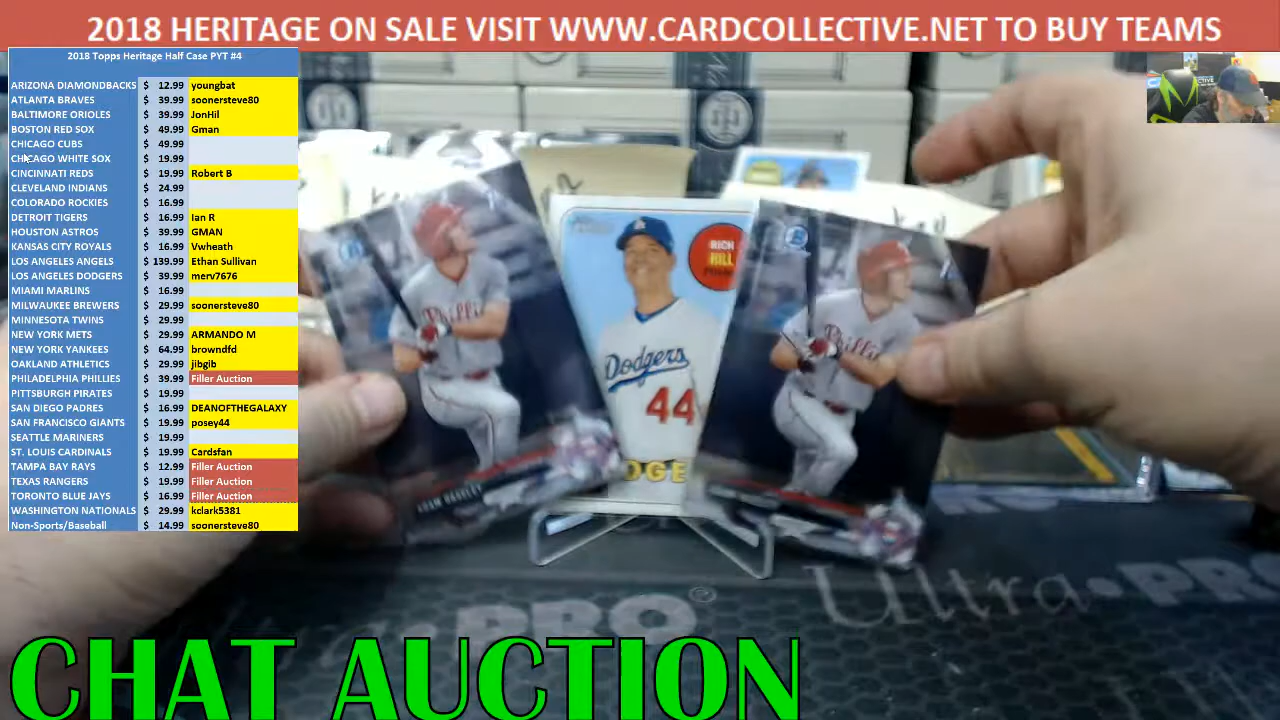 2018 HERITAGE ON SALE VISIT WWW.CARDCOLLECTIVE.NET TO BUY TEAMS
2018 Topps Heritage Half Case PYT #4
ARIZONA DIAMONDBACKS $ 12.99 youngbat
ATLANTA BRAVES $ 39.99 soonersteve80
BALTIMORE ORIOLES $ 39.99 JonHil
BOSTON RED SOX $ 49.99 Gman
CHICAGO CUBS $ 49.99
CHICAGO WHITE SOX $ 19.99
CINCINNATI REDS $ 19.99 Robert B
CLEVELAND INDIANS $ 24.99
COLORADO ROCKIES $ 16.99
DETROIT TIGERS $ 16.99 Ian R
HOUSTON ASTROS $ 39.99 GMAN
KANSAS CITY ROYALS $ 16.99 Vwheath
LOS ANGELES ANGELS $ 139.99 Ethan Sullivan
LOS ANGELES DODGERS $ 39.99 merv7676
MIAMI MARLINS $ 16.99
MILWAUKEE BREWERS $ 29.99 soonersteve80
MINNESOTA TWINS $ 29.99
NEW YORK METS $ 29.99 ARMANDO M
NEW YORK YANKEES $ 64.99 browndfd
OAKLAND ATHLETICS $ 29.99 jibgib
PHILADELPHIA PHILLIES $ 39.99 Filler Auction
PITTSBURGH PIRATES $ 19.99
SAN DIEGO PADRES $ 16.99 DEANOFTHEGALAXY
SAN FRANCISCO GIANTS $ 19.99 posey44
SEATTLE MARINERS $ 19.99
ST. LOUIS CARDINALS $ 19.99 Cardsfan
TAMPA BAY RAYS $ 12.99 Filler Auction
TEXAS RANGERS $ 19.99 Filler Auction
TORONTO BLUE JAYS $ 16.99 Filler Auction
WASHINGTON NATIONALS $ 29.99 kclark5381
Non-Sports/Baseball $ 14.99 soonersteve80
RICH
HILL
Dodgers
44
OGE
Phillies
Phillies
Ultra PRO
PRO
CHAT AUCTION